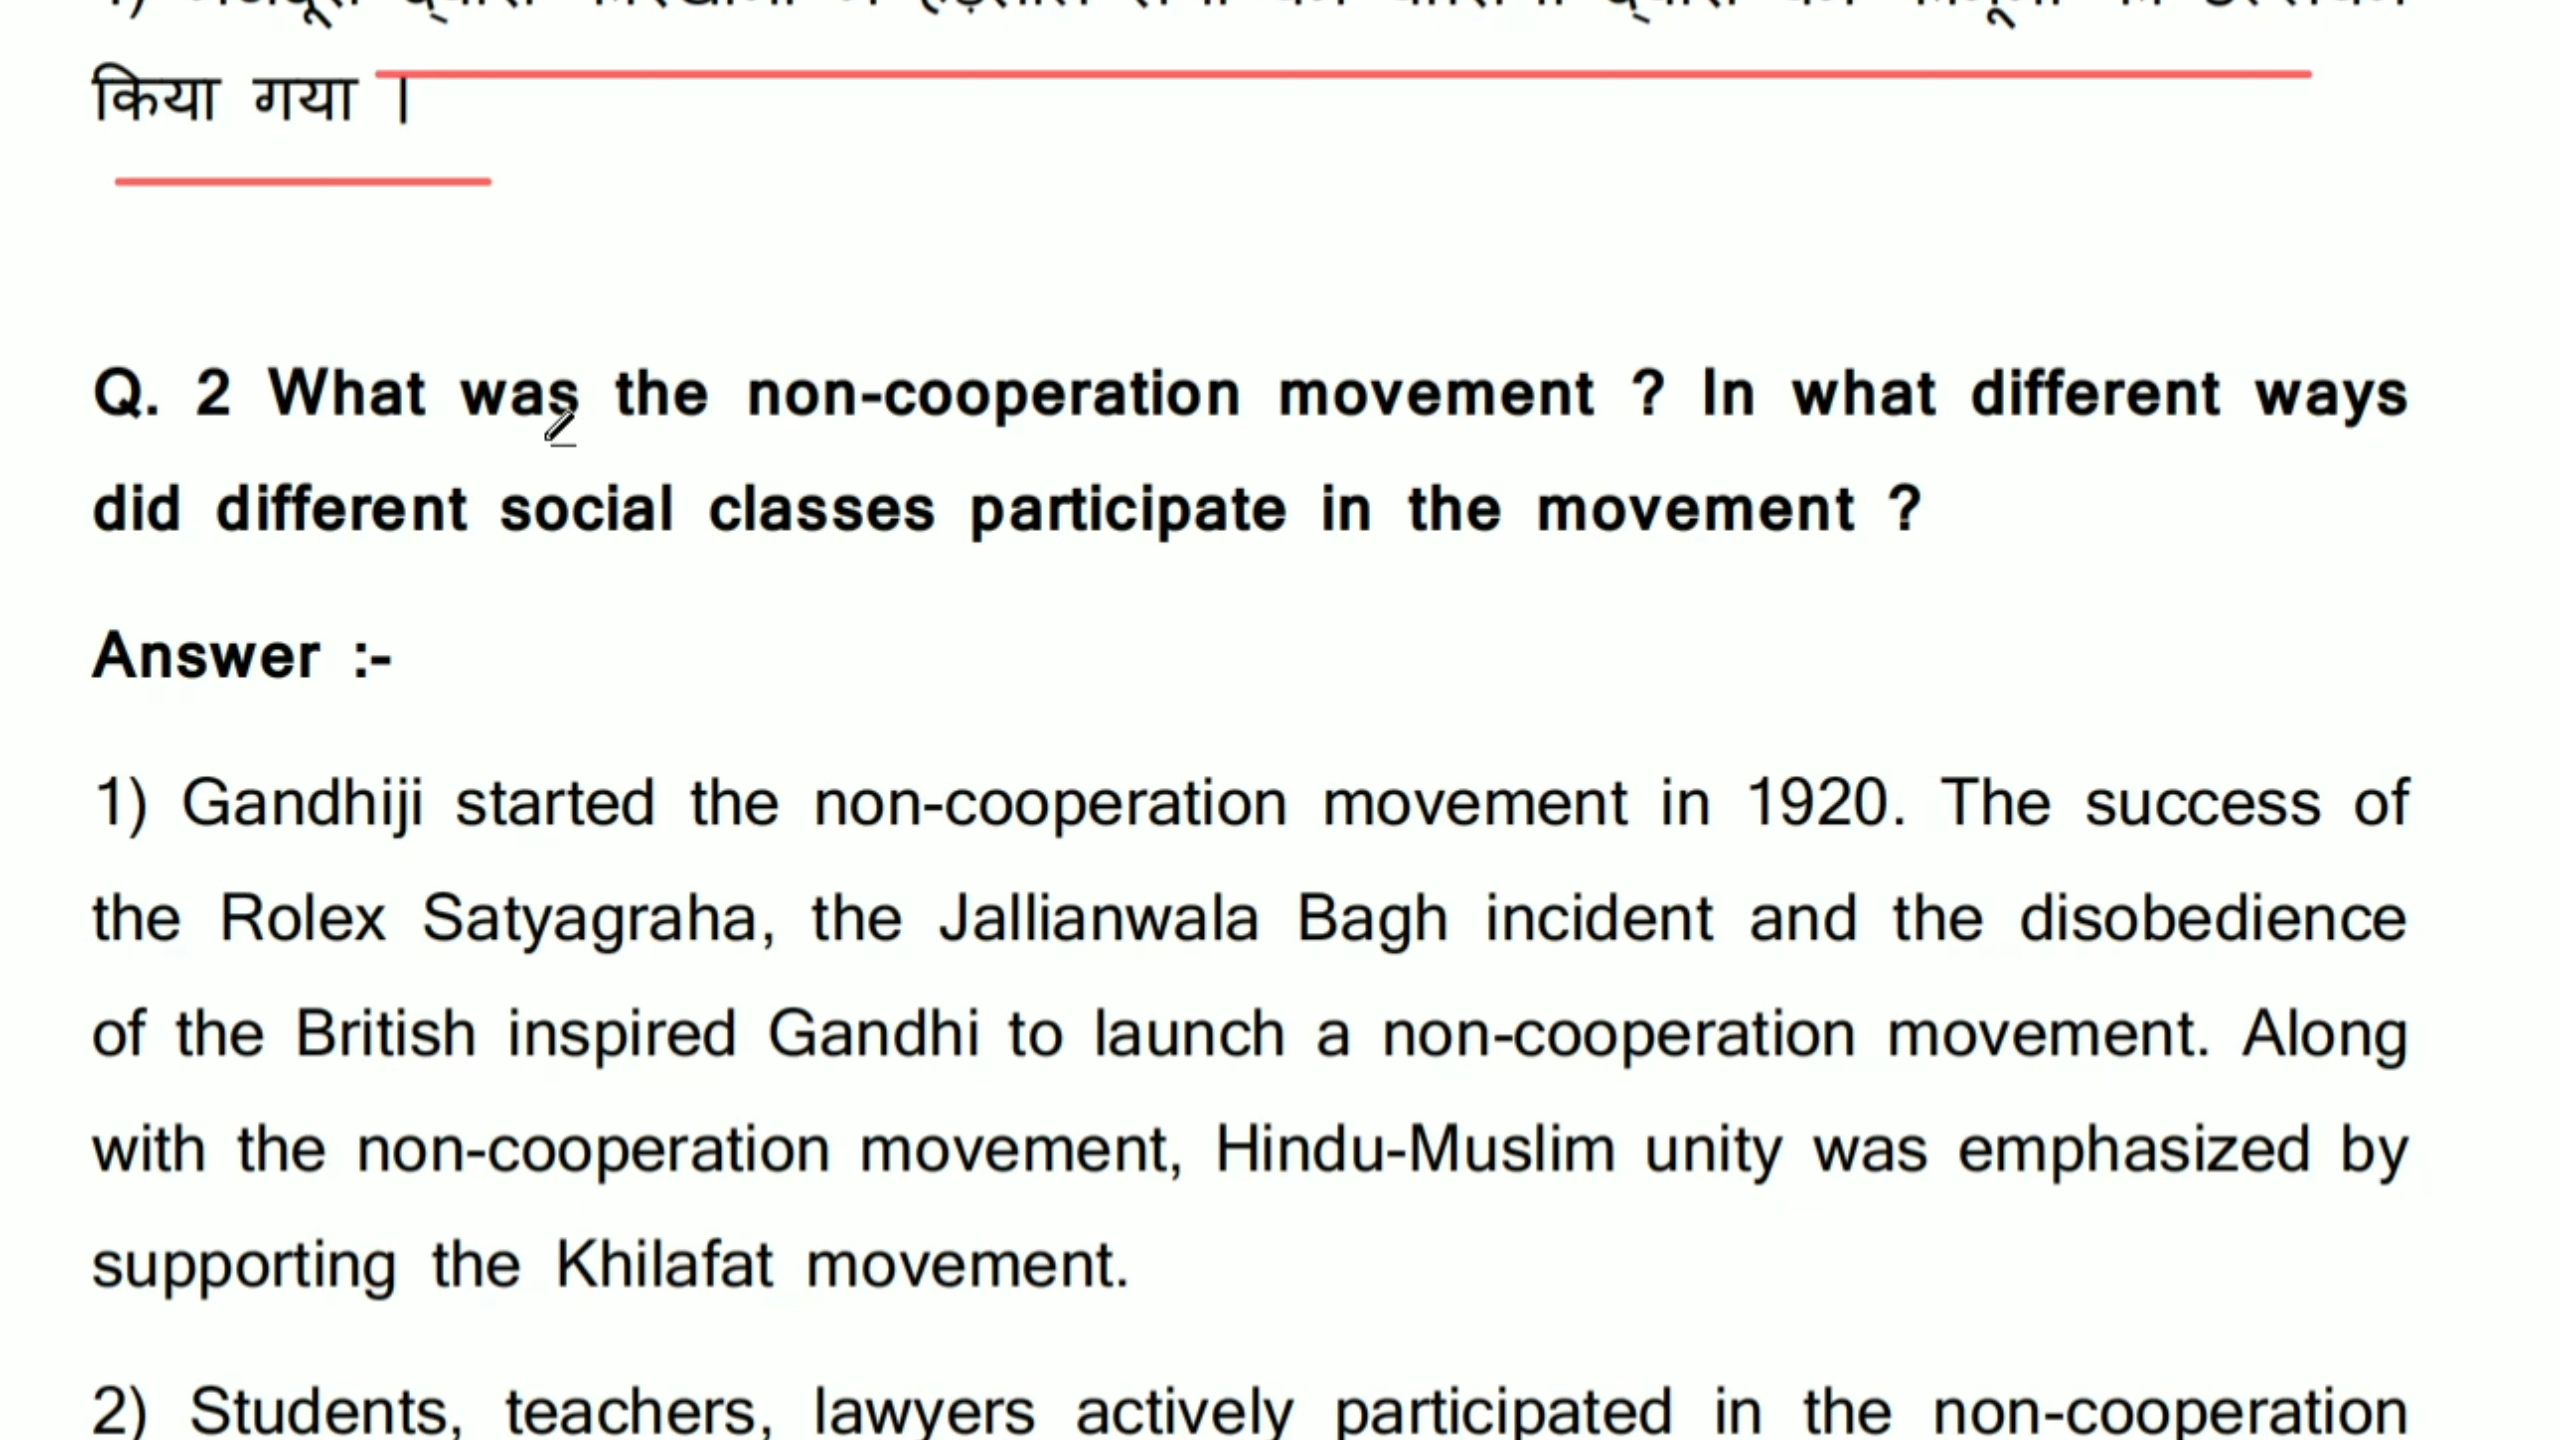 किया गया |
Q. 2 What was the non-cooperation movement ? In what different ways
did different social classes participate in the movement ?
Answer :-
1) Gandhiji started the non-cooperation movement in 1920. The success of
the Rolex Satyagraha, the Jallianwala Bagh incident and the disobedience
of the British inspired Gandhi to launch a non-cooperation movement. Along
with the non-cooperation movement, Hindu-Muslim unity was emphasized by
supporting the Khilafat movement.
2) Students, teachers, lawyers actively participated in the non-cooperation